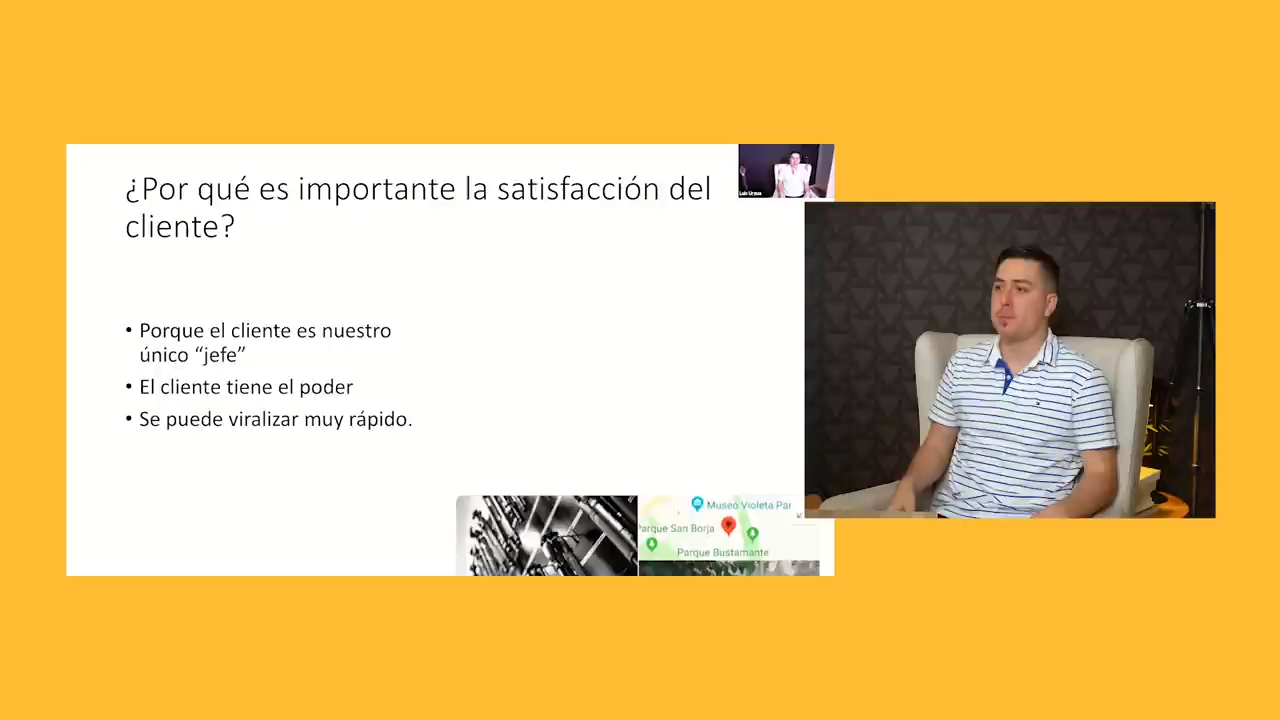 ¿Por qué es importante la satisfacción del
cliente?
• Porque el cliente es nuestro
único “jefe”
• El cliente tiene el poder
• Se puede viralizar muy rápido.
Museo Violeta Par
Parque San Borja
Parque Bustamante